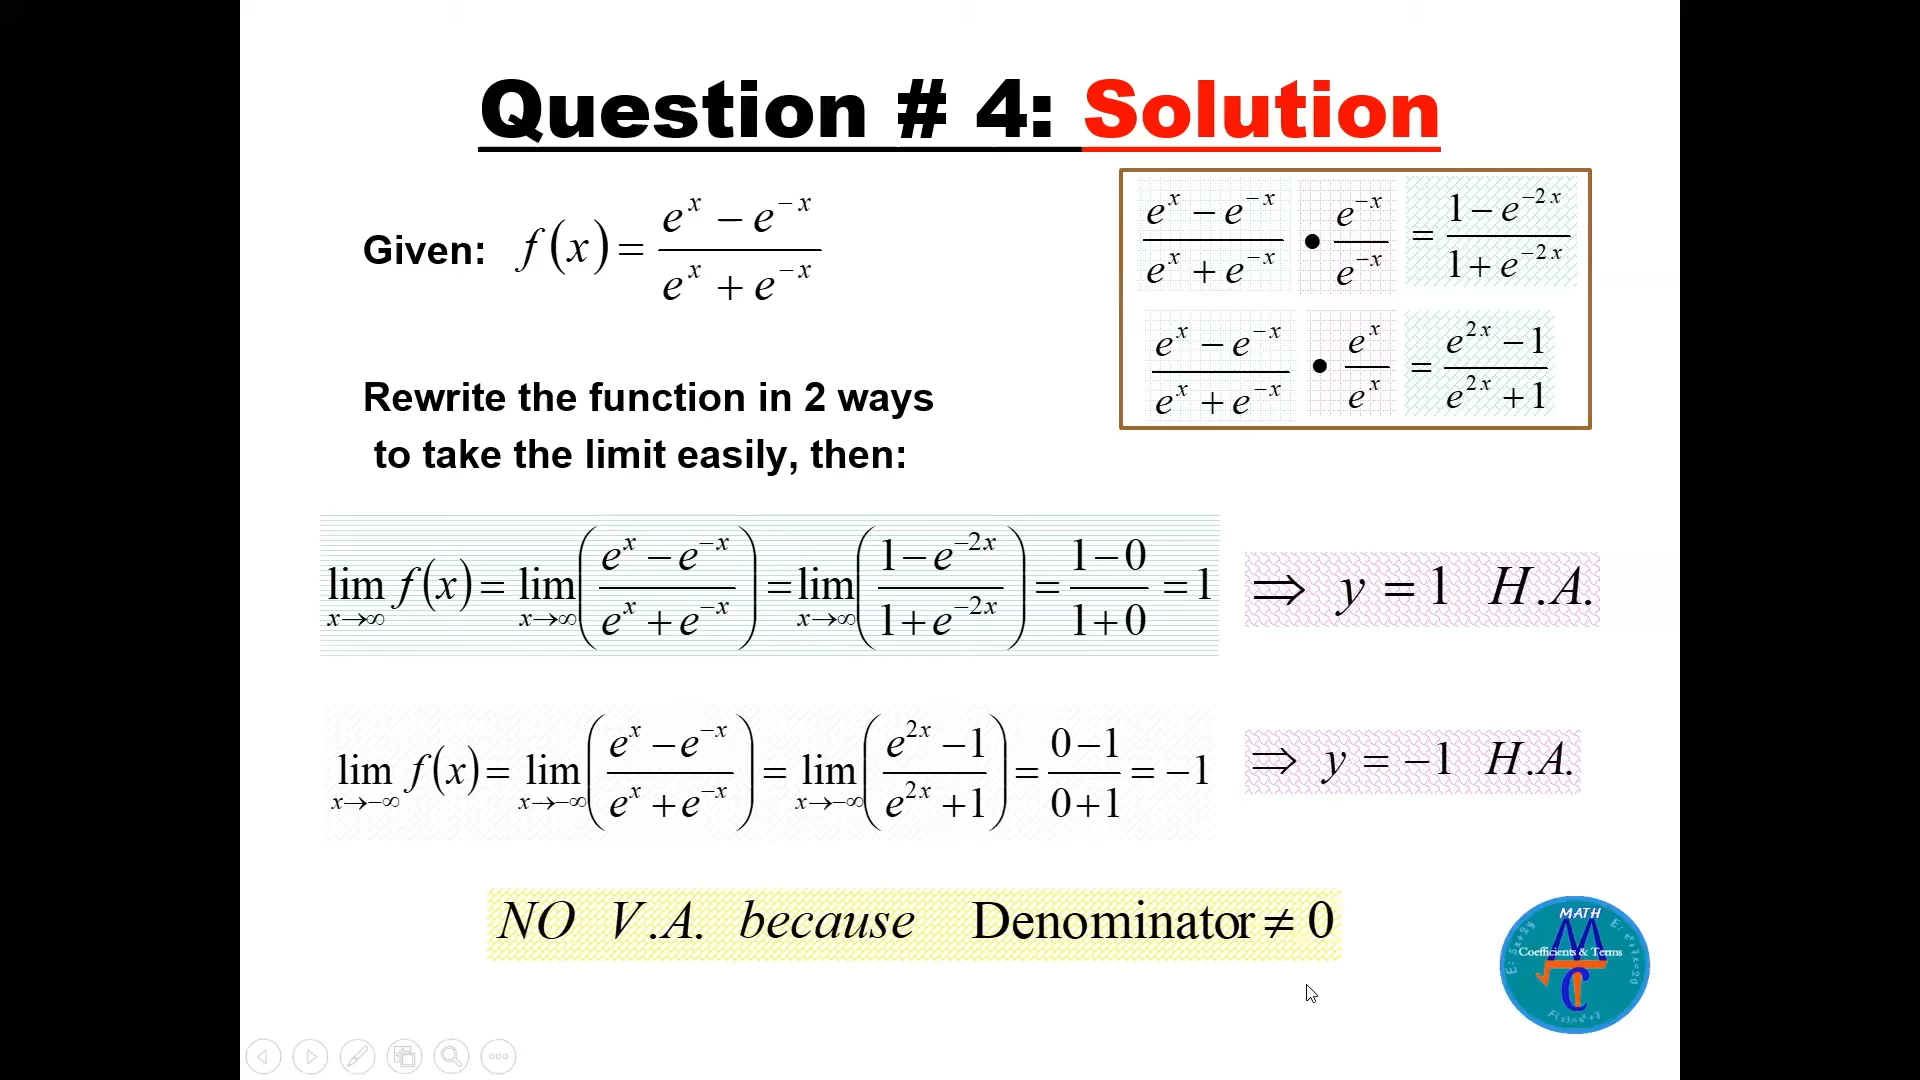 Question # 4: Solution
Given: f(x) = (e^x − e^{−x})/(e^x + e^{−x})
(e^x − e^{−x})/(e^x + e^{−x}) • e^{−x}/e^{−x} = (1 − e^{−2x})/(1 + e^{−2x})
(e^x − e^{−x})/(e^x + e^{−x}) • e^x/e^x = (e^{2x} − 1)/(e^{2x} + 1)
Rewrite the function in 2 ways
to take the limit easily, then:
lim_{x→∞} f(x) = lim_{x→∞} ((e^x − e^{−x})/(e^x + e^{−x})) = lim_{x→∞} ((1 − e^{−2x})/(1 + e^{−2x})) = (1 − 0)/(1 + 0) = 1 ⇒ y = 1 H.A.
lim_{x→−∞} f(x) = lim_{x→−∞} ((e^x − e^{−x})/(e^x + e^{−x})) = lim_{x→−∞} ((e^{2x} − 1)/(e^{2x} + 1)) = (0 − 1)/(0 + 1) = −1 ⇒ y = −1 H.A.
NO V.A. because Denominator ≠ 0
MATH
Coefficients & Terms